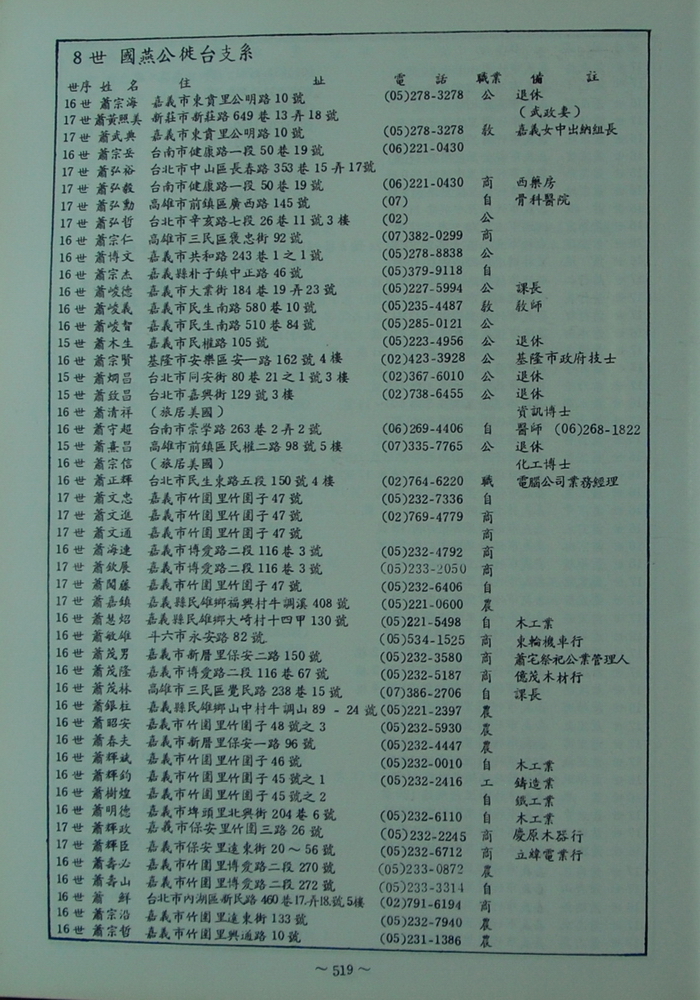 8世 國燕公徙台支系
世序 姓 名 住 址 電 話 職業 備 註
16世 蕭宗海 嘉義市東賣里公明路10號 (05)278-3278 公 退休
17世 蕭黃照美 新莊市新莊路649巷13弄18號 (武政妻)
17世 蕭武典 嘉義市東賣里公明路10號 (05)278-3278 教 嘉義女中出納組長
16世 蕭宗岳 台南市健康路一段50巷19號 (06)221-0430
17世 蕭弘裕 台北市中山區長春路353巷15弄17號
17世 蕭弘毅 台南市健康路一段50巷19號 (06)221-0430 商 西藥房
17世 蕭弘勳 高雄市前鎮區廣西路145號 (07) 自 骨科醫院
17世 蕭弘哲 台北市辛亥路七段26巷11號3樓 (02) 公
16世 蕭宗仁 高雄市三民區褒忠街92號 (07)382-0299 商
16世 蕭博文 嘉義市共和路243巷1之1號 (05)278-8838 公
16世 蕭宗杰 嘉義縣朴子鎮中正路46號 (05)379-9118 自
16世 蕭峻德 嘉義市大業街184巷19弄23號 (05)227-5994 公 課長
16世 蕭峻義 嘉義市民生南路580巷10號 (05)235-4487 教 教師
16世 蕭峻智 嘉義市民生南路510巷84號 (05)285-0121 公
15世 蕭木生 嘉義市民權路105號 (05)223-4956 公 退休
16世 蕭宗賢 基隆市安樂區安一路162號4樓 (02)423-3928 公 基隆市政府技士
15世 蕭炯昌 台北市同安街80巷21之1號3樓 (02)367-6010 公 退休
15世 蕭致昌 台北市嘉興街129號3樓 (02)738-6455 公 退休
16世 蕭清祥 (旅居美國) 資訊博士
16世 蕭守超 台南市崇學路263巷2弄2號 (06)269-4406 自 醫師 (06)268-1822
15世 蕭熹昌 高雄市前鎮區民權二路98號5樓 (07)335-7765 公 退休
16世 蕭宗信 (旅居美國) 化工博士
16世 蕭正輝 台北市民生東路五段150號4樓 (02)764-6220 職 電腦公司業務經理
17世 蕭文忠 嘉義市竹圍里竹圍子47號 (05)232-7336 自
17世 蕭文進 嘉義市竹圍里竹圍子47號 (02)769-4779 商
17世 蕭文通 嘉義市竹圍里竹圍子47號 商
16世 蕭海連 嘉義市博愛路二段116巷3號 (05)232-4792 商
17世 蕭欽展 嘉義市博愛路二段116巷3號 (05)233-2050 商
16世 蕭閩藤 嘉義市竹圍里竹圍子47號 (05)232-6406 自
17世 蕭嘉鎮 嘉義縣民雄鄉福興村牛調溪408號 (05)221-0600 農
16世 蕭慧炤 嘉義縣民雄鄉大崎村十四甲130號 (05)221-5498 自 木工業
16世 蕭敏雄 斗六市永安路82號 (05)534-1525 商 東輪機車行
16世 蕭茂男 嘉義市新厝里保安二路150號 (05)232-3580 商 蕭宅祭祀公業管理人
16世 蕭茂隆 嘉義市博愛路二段116巷67號 (05)232-5187 商 億茂木材行
16世 蕭茂林 高雄市三民區覺民路238巷15號 (07)386-2706 自 課長
16世 蕭銀柱 嘉義縣民雄鄉山中村牛調山89 - 24號 (05)221-2397 農
16世 蕭昭安 嘉義市竹圍里竹圍子48號之3 (05)232-5930 農
16世 蕭春夫 嘉義市新厝里保安一路96號 (05)232-4447 農
16世 蕭輝斌 嘉義市竹圍里竹圍子46號 (05)232-0010 自 木工業
16世 蕭輝鈞 嘉義市竹圍里竹圍子45號之1 (05)232-2416 工 鑄造業
16世 蕭樹煌 嘉義市竹圍里竹圍子45號之2 自 鐵工業
16世 蕭明德 嘉義市埤頭里北興街204巷6號 (05)232-6110 自 木工業
17世 蕭輝政 嘉義市保安里竹圍三路26號 (05)232-2245 商 慶原木器行
17世 蕭輝臣 嘉義市保安里遠東街20～56號 (05)232-6712 商 立緯電業行
16世 蕭壽必 嘉義市竹圍里博愛路二段270號 (05)233-0872 農
16世 蕭壽山 嘉義市竹圍里博愛路二段272號 (05)233-3314 自
16世 蕭 鮮 台北市內湖區新民路460巷17弄18號5樓 (02)791-6194 商
16世 蕭宗沿 嘉義市竹圍里遠東街133號 (05)232-7940 農
16世 蕭宗哲 嘉義市竹圍里興通路10號 (05)231-1386 農
～519～